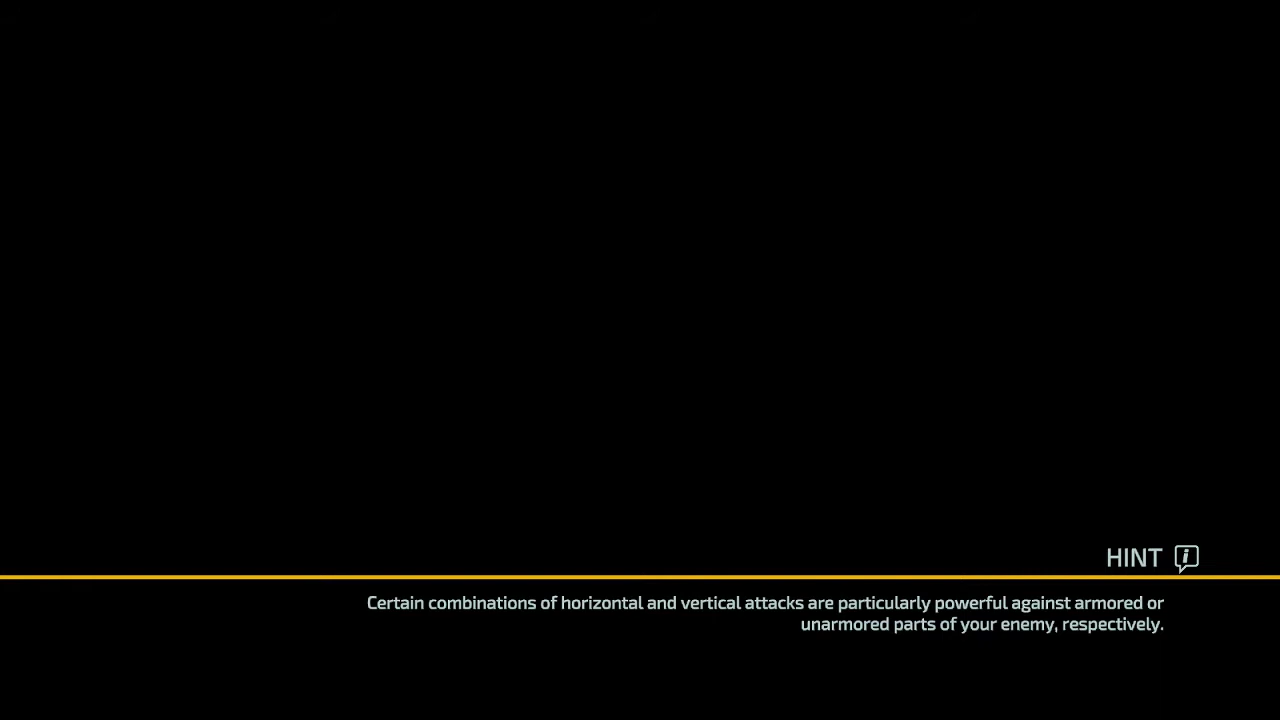 HINT
Certain combinations of horizontal and vertical attacks are particularly powerful against armored or
unarmored parts of your enemy, respectively.